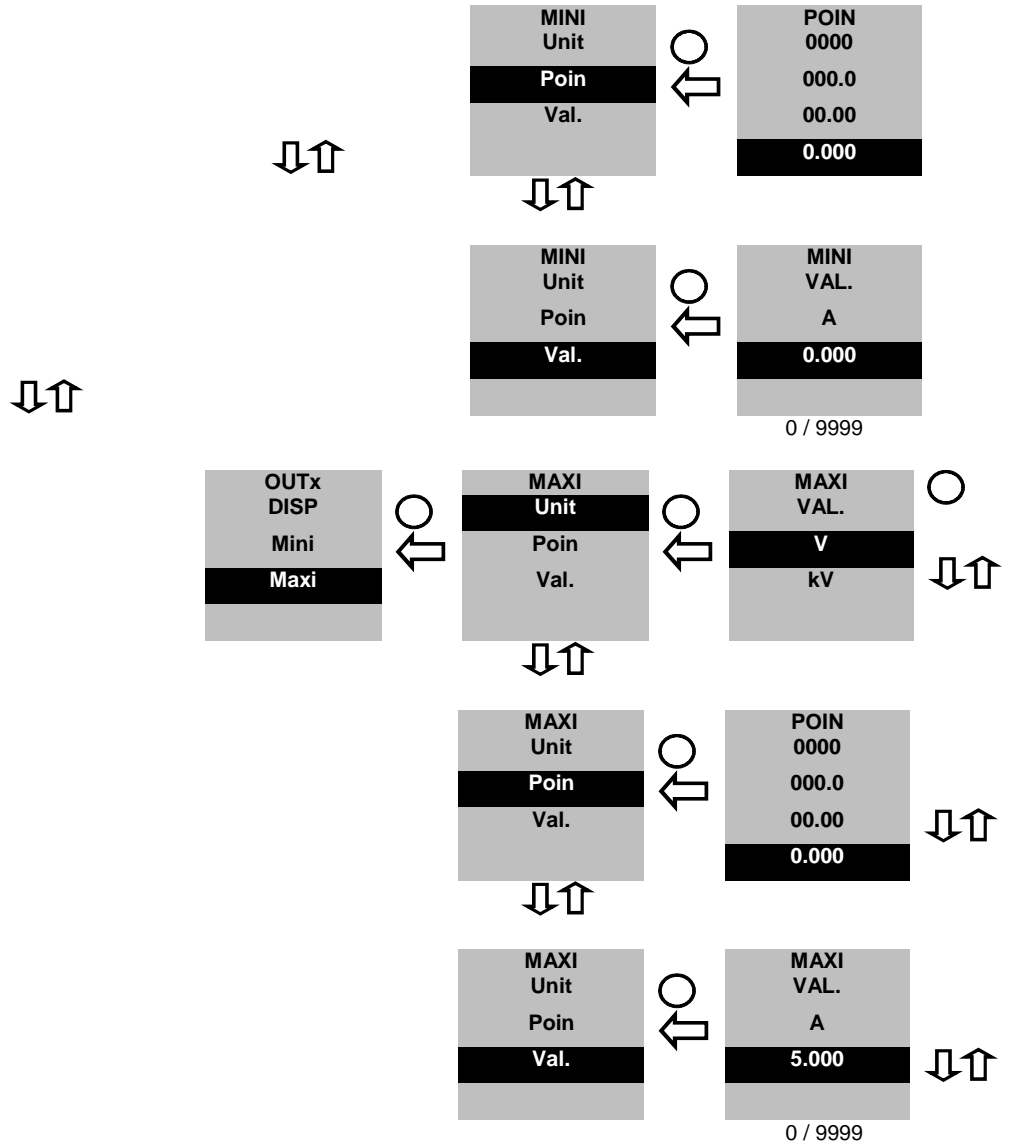 MINI
Unit
Poin
Val.
POIN
0000
000.0
00.00
0.000
MINI
Unit
Poin
Val.
MINI
VAL.
A
0.000
0 / 9999
OUTx
DISP
Mini
Maxi
MAXI
Unit
Poin
Val.
MAXI
VAL.
V
kV
MAXI
Unit
Poin
Val.
POIN
0000
000.0
00.00
0.000
MAXI
Unit
Poin
Val.
MAXI
VAL.
A
5.000
0 / 9999